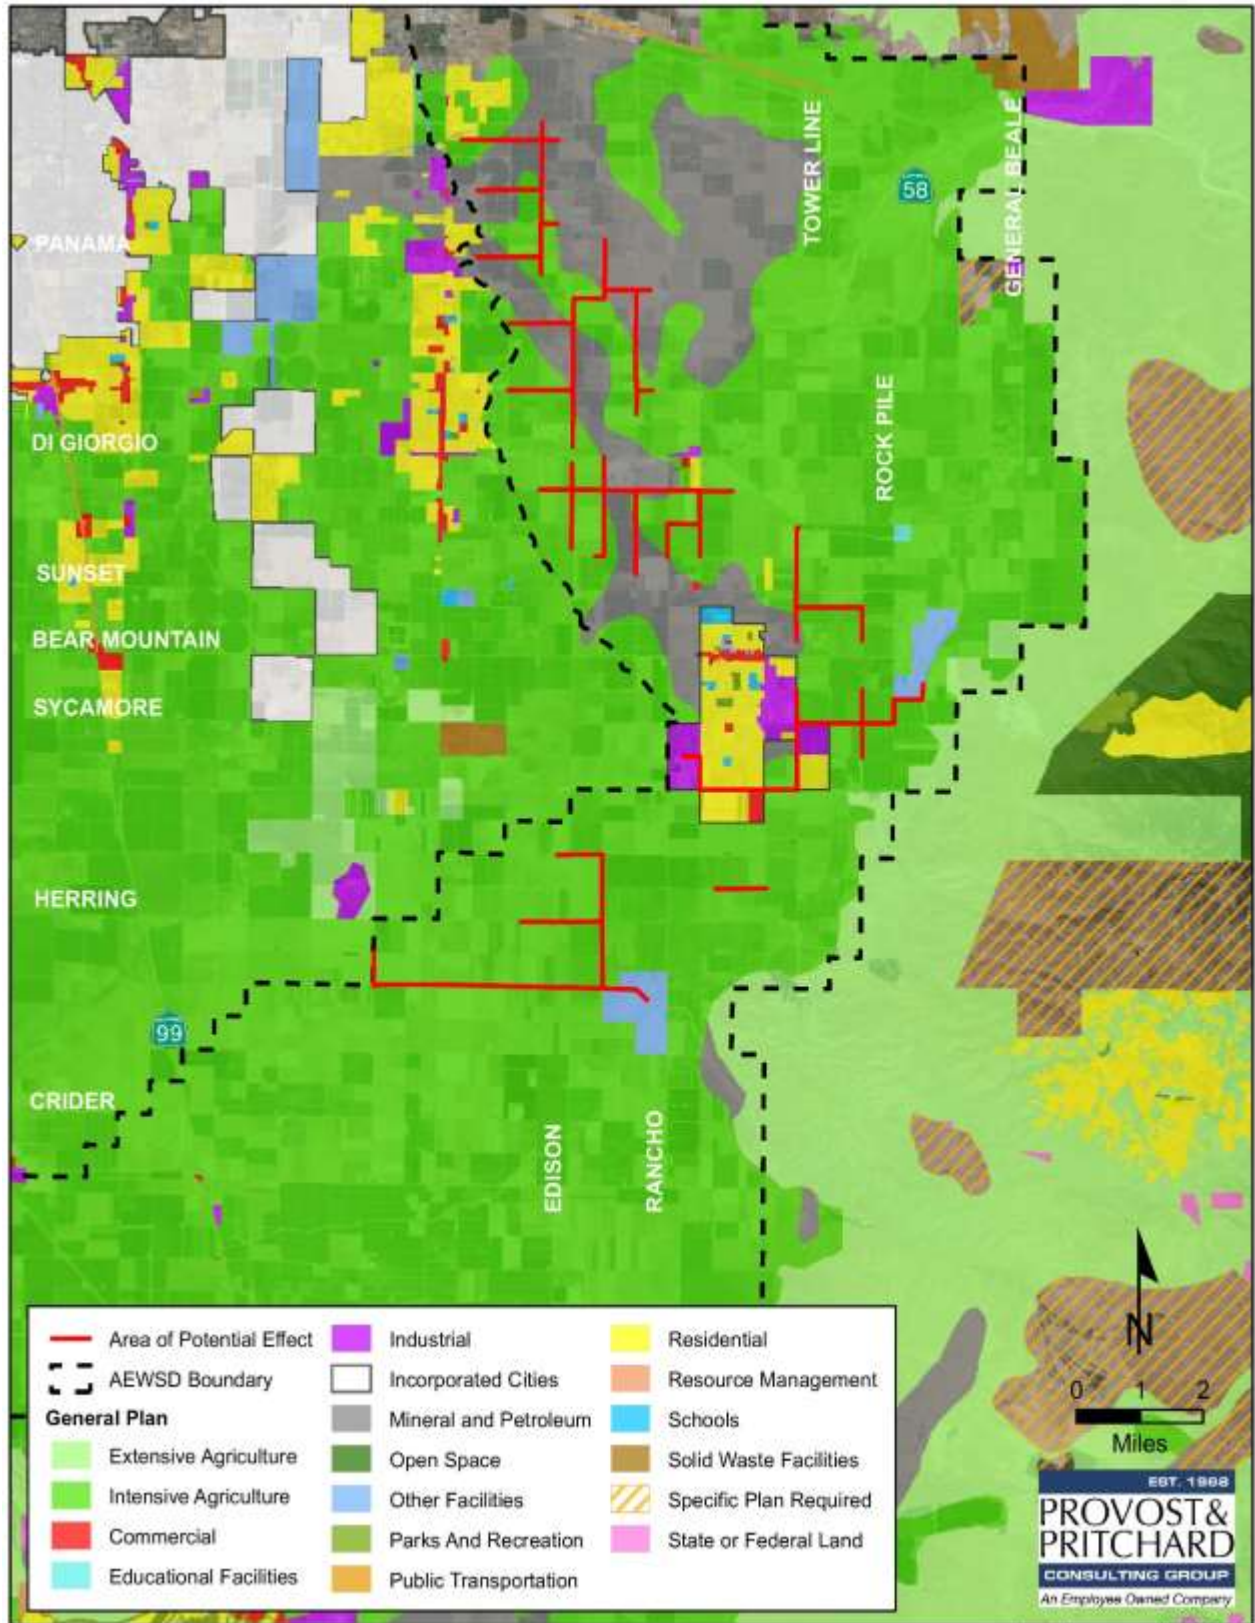 TOWER LINE
GENERAL BEALE
58
PANAMA
DI GIORGIO
ROCK PILE
SUNSET
BEAR MOUNTAIN
SYCAMORE
HERRING
99
CRIDER
EDISON
RANCHO
N
0 1 2
Miles
Area of Potential Effect
AEWSD Boundary
General Plan
Extensive Agriculture
Intensive Agriculture
Commercial
Educational Facilities
Industrial
Incorporated Cities
Mineral and Petroleum
Open Space
Other Facilities
Parks And Recreation
Public Transportation
Residential
Resource Management
Schools
Solid Waste Facilities
Specific Plan Required
State or Federal Land
EST. 1968
PROVOST&
PRITCHARD
CONSULTING GROUP
An Employee Owned Company